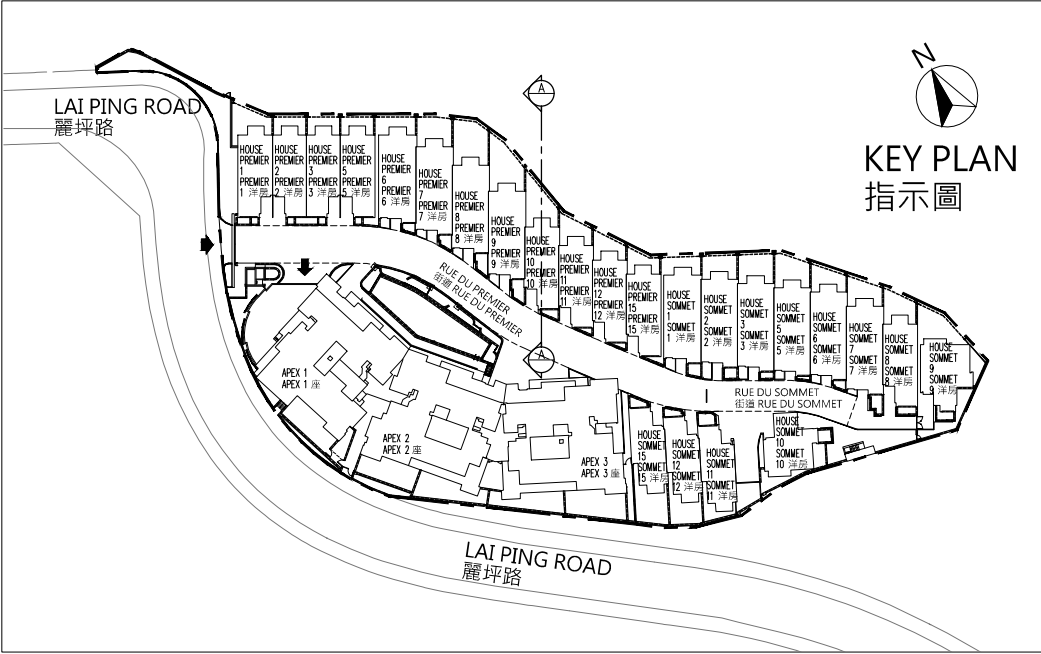 N
KEY PLAN
指示圖
A
LAI PING ROAD
麗坪路
HOUSE
PREMIER
1
PREMIER
1 洋房
HOUSE
PREMIER
2
PREMIER
2 洋房
HOUSE
PREMIER
3
PREMIER
3 洋房
HOUSE
PREMIER
5
PREMIER
5 洋房
HOUSE
PREMIER
6
PREMIER
6 洋房
HOUSE
PREMIER
7
PREMIER
7 洋房
HOUSE
PREMIER
8
PREMIER
8 洋房
HOUSE
PREMIER
9
PREMIER
9 洋房
HOUSE
PREMIER
10
PREMIER
10 洋房
HOUSE
PREMIER
11
PREMIER
11 洋房
HOUSE
PREMIER
12
PREMIER
12 洋房
HOUSE
PREMIER
15
PREMIER
15 洋房
HOUSE
SOMMET
1
SOMMET
1 洋房
HOUSE
SOMMET
2
SOMMET
2 洋房
HOUSE
SOMMET
3
SOMMET
3 洋房
HOUSE
SOMMET
5
SOMMET
5 洋房
HOUSE
SOMMET
6
SOMMET
6 洋房
HOUSE
SOMMET
7
SOMMET
7 洋房
HOUSE
SOMMET
8
SOMMET
8 洋房
HOUSE
SOMMET
9
SOMMET
9 洋房
RUE DU PREMIER
街道 RUE DU PREMIER
A
RUE DU SOMMET
街道 RUE DU SOMMET
APEX 1
APEX 1 座
APEX 2
APEX 2 座
APEX 3
APEX 3 座
HOUSE
SOMMET
15
SOMMET
15 洋房
HOUSE
SOMMET
12
SOMMET
12 洋房
HOUSE
SOMMET
11
SOMMET
11 洋房
HOUSE
SOMMET
10
SOMMET
10 洋房
LAI PING ROAD
麗坪路